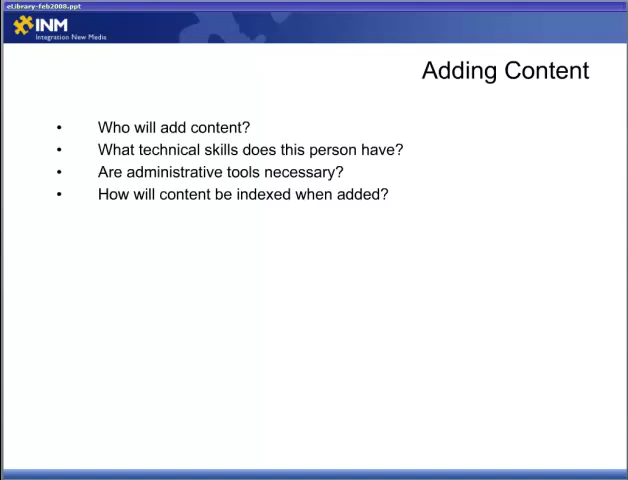 eLibrary-feb2008.ppt
INM
Integration New Media
Adding Content
• Who will add content?
• What technical skills does this person have?
• Are administrative tools necessary?
• How will content be indexed when added?